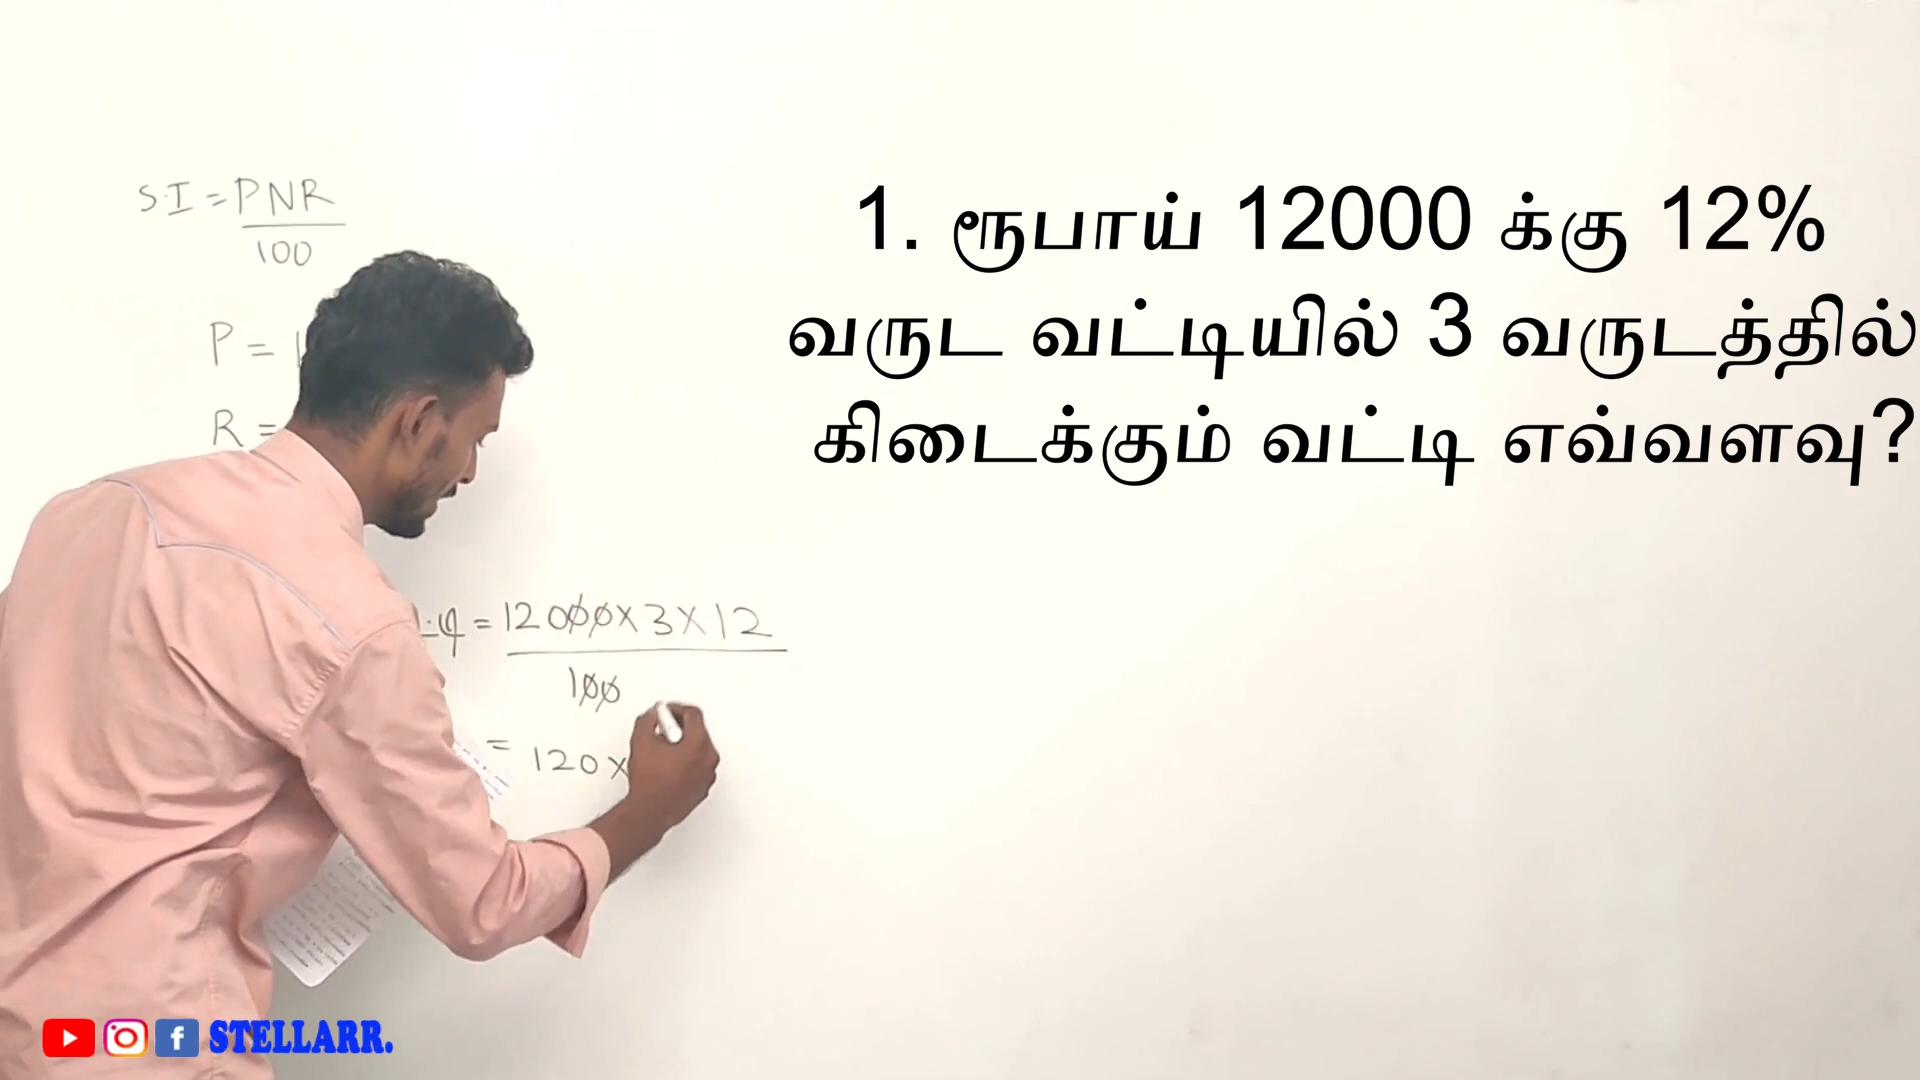 S.I = PNR
100
P = 1
R =
1. ரூபாய் 12000 க்கு 12%
வருட வட்டியில் 3 வருடத்தில்
கிடைக்கும் வட்டி எவ்வளவு?
ட்டி = 12000 x 3 x 12
100
= 120 x
STELLARR.